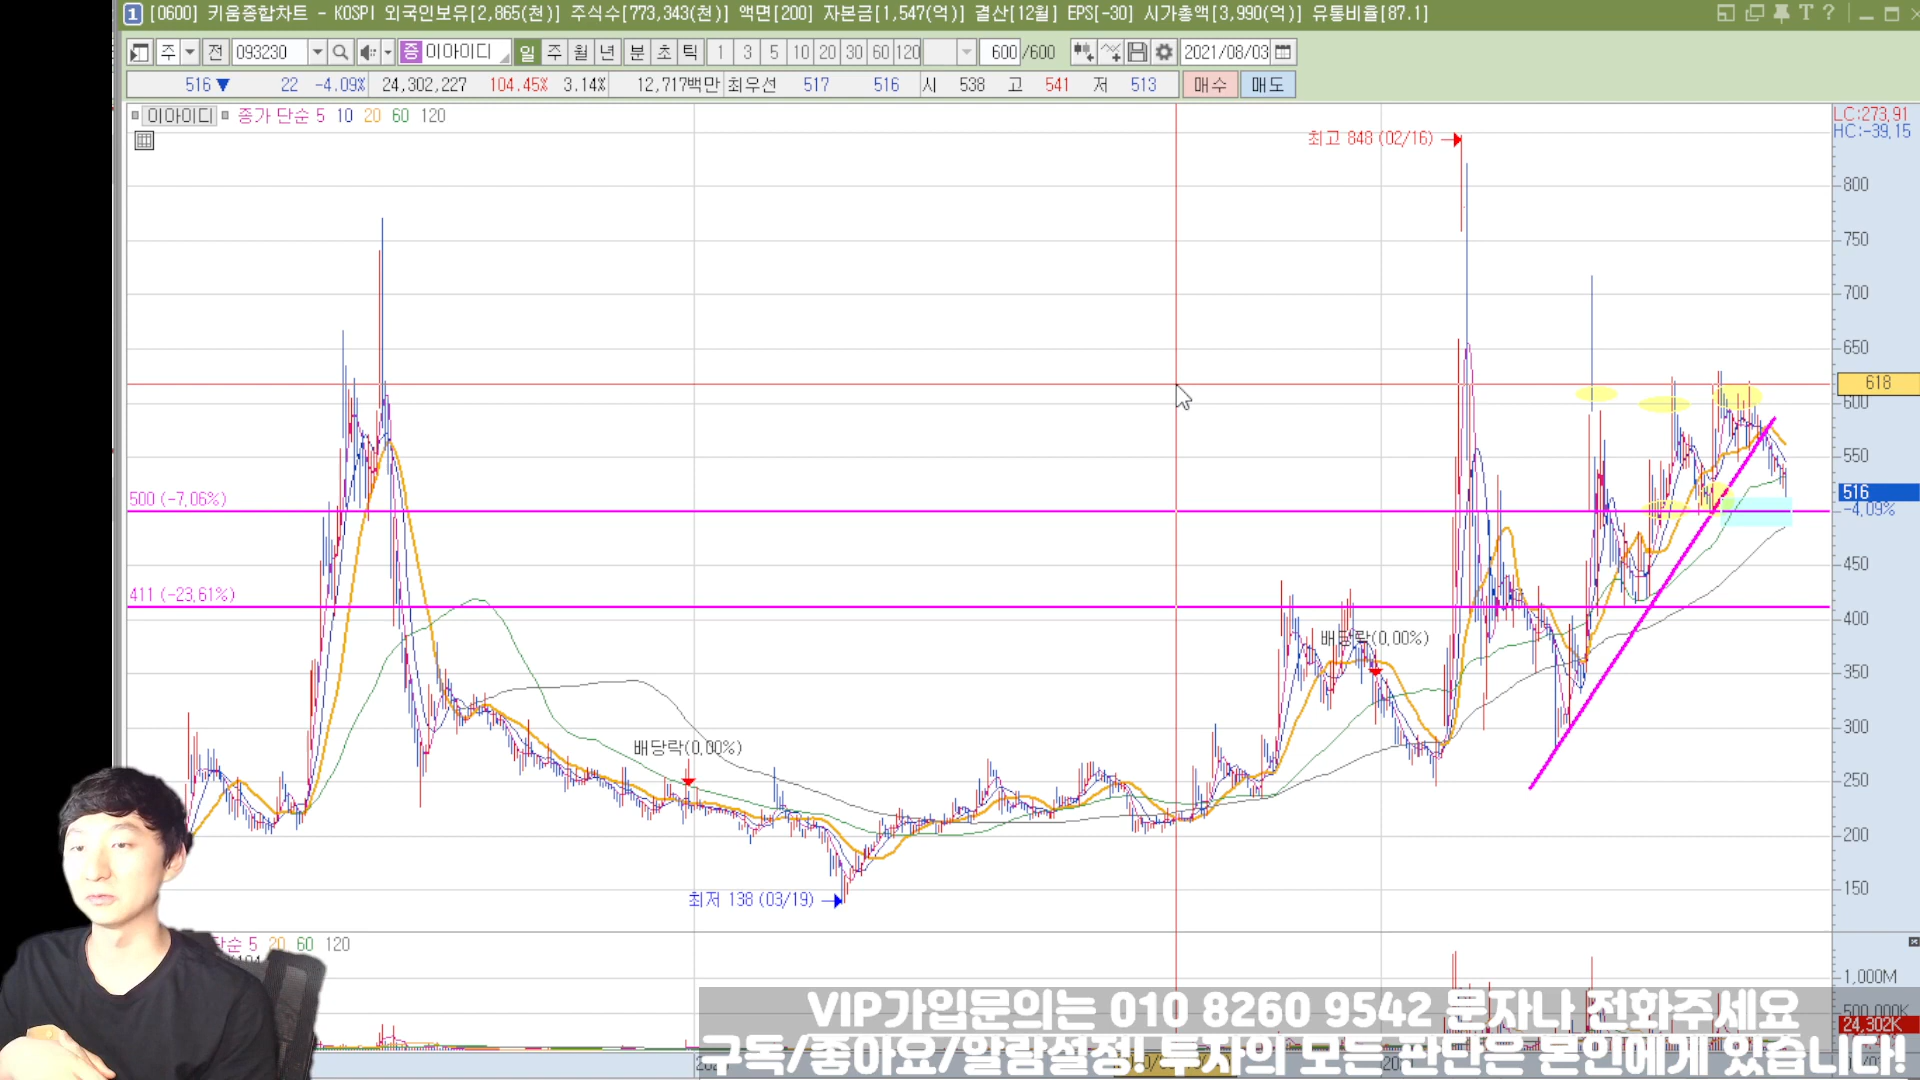 1 [0600] 키움종합차트 - KOSPI 외국인보유[2,865(천)] 주식수[773,343(천)] 액면[200] 자본금[1,547(억)] 결산[12월] EPS[-30] 시가총액[3,990(억)] 유통비율[87.1]
주 전 093230 증 이아이디 일 주 월 년 분 초 틱 1 3 5 10 20 30 60 120 600 /600 2021/08/03
516▼ 22 -4.09% 24,302,227 104.45% 3.14% 12,717백만 최우선 517 516 시 538 고 541 저 513 매수 매도
이아이디 종가 단순 5 10 20 60 120
LC:273.91
HC:-39.15
최고 848 (02/16)
800
750
700
650
618
600
550
500 (-7,06%)
516
-4.09%
450
411 (-23,61%)
400
배당락(0,00%)
350
300
배당락(0,00%)
250
200
최저 138 (03/19)
150
단순 5 20 60 120
1,000M
500,000K
24,302K
VIP가입문의는 010 8260 9542 문자나 전화주세요
구독/좋아요/알람설정! 투자의 모든 판단은 본인에게 있습니다!